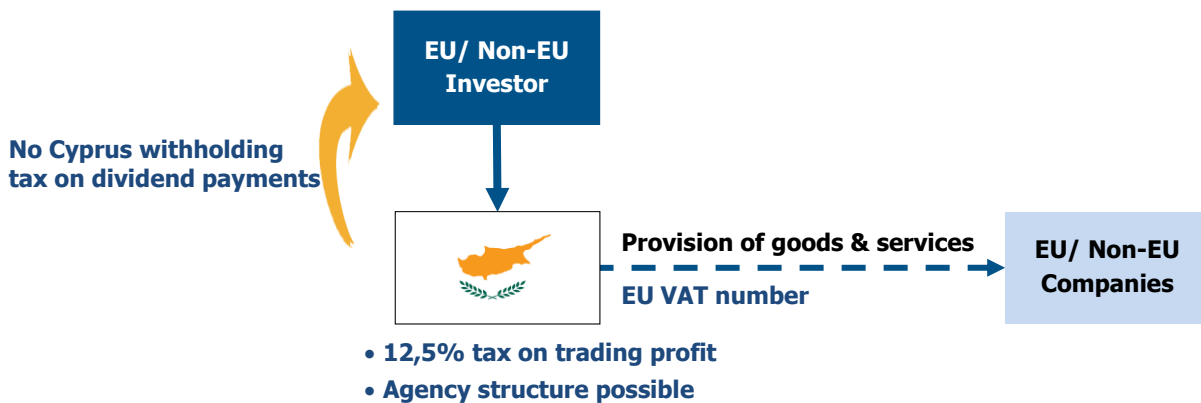 EU/ Non-EU
Investor
No Cyprus withholding
tax on dividend payments
Provision of goods & services
EU VAT number
EU/ Non-EU
Companies
• 12,5% tax on trading profit
• Agency structure possible